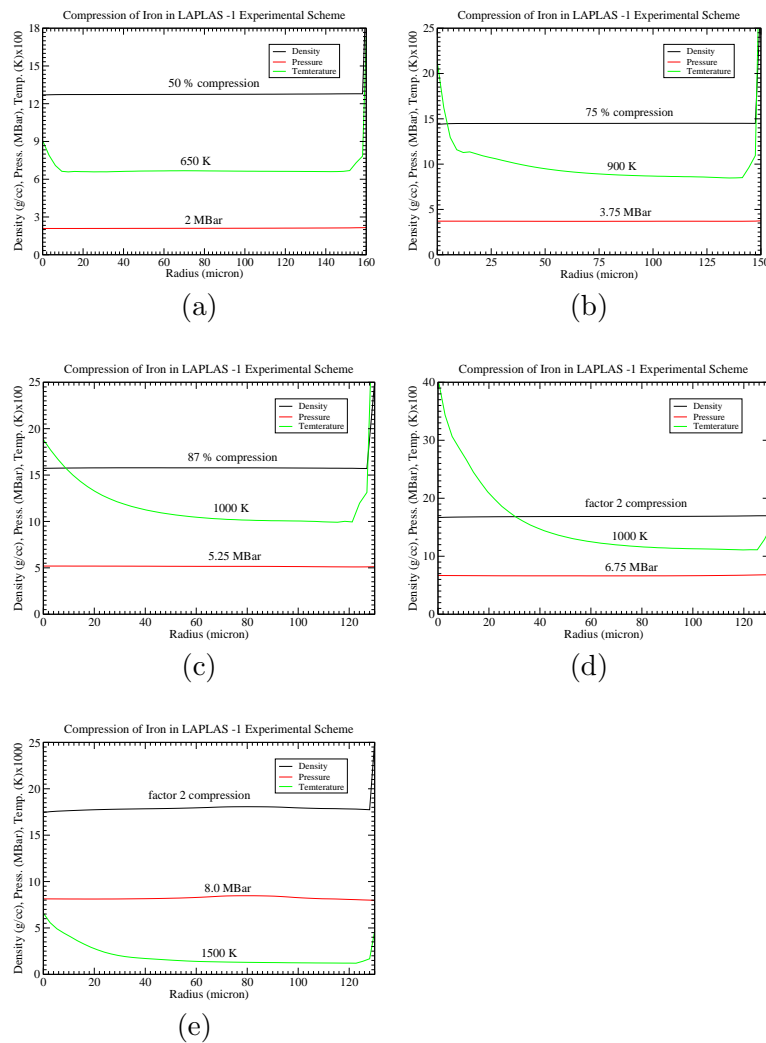 Compression of Iron in LAPLAS -1 Experimental Scheme
Density (g/cc), Press. (MBar), Temp. (K)x100
18
15
12
9
6
3
0
Density
Pressure
Temterature
50 % compression
650 K
2 MBar
0 20 40 60 80 100 120 140 160
Radius (micron)
(a)
Compression of Iron in LAPLAS -1 Experimental Scheme
Density (g/cc), Press. (MBar), Temp. (K)x100
25
20
15
10
5
0
Density
Pressure
Temterature
75 % compression
900 K
3.75 MBar
0 25 50 75 100 125 150
Radius (micron)
(b)
Compression of Iron in LAPLAS -1 Experimental Scheme
Density (g/cc), Press. (MBar), Temp. (K)x100
25
20
15
10
5
0
Density
Pressure
Temterature
87 % compression
1000 K
5.25 MBar
0 20 40 60 80 100 120
Radius (micron)
(c)
Compression of Iron in LAPLAS -1 Experimental Scheme
Density (g/cc), Press. (MBar), Temp. (K)x100
40
30
20
10
0
Density
Pressure
Temterature
factor 2 compression
1000 K
6.75 MBar
0 20 40 60 80 100 120
Radius (micron)
(d)
Compression of Iron in LAPLAS -1 Experimental Scheme
Density (g/cc), Press. (MBar), Temp. (K)x1000
25
20
15
10
5
0
Density
Pressure
Temterature
factor 2 compression
8.0 MBar
1500 K
0 20 40 60 80 100 120
Radius (micron)
(e)